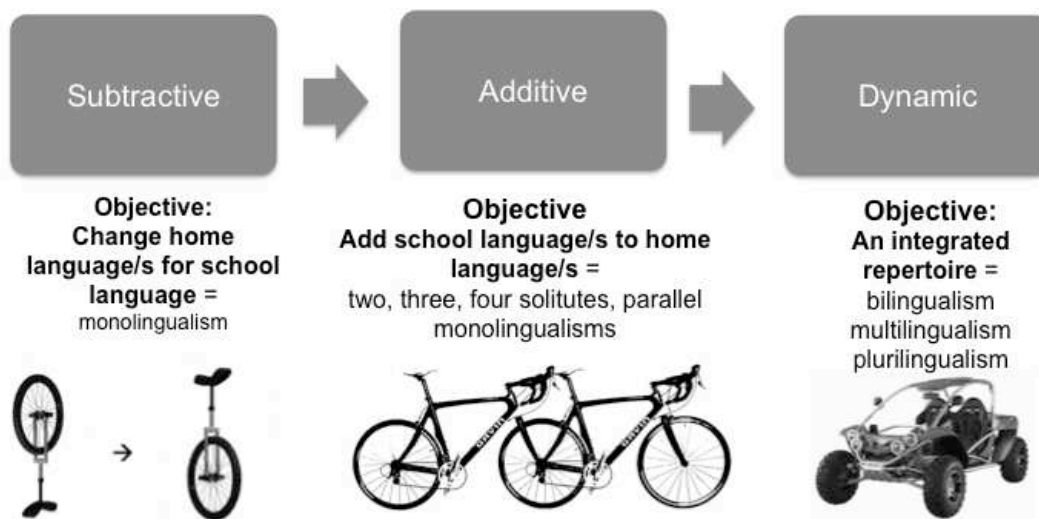 Subtractive
Additive
Dynamic
Objective:
Change home
language/s for school
language =
monolingualism
Objective
Add school language/s to home
language/s =
two, three, four solitutes, parallel
monolingualisms
Objective:
An integrated
repertoire =
bilingualism
multilingualism
plurilingualism